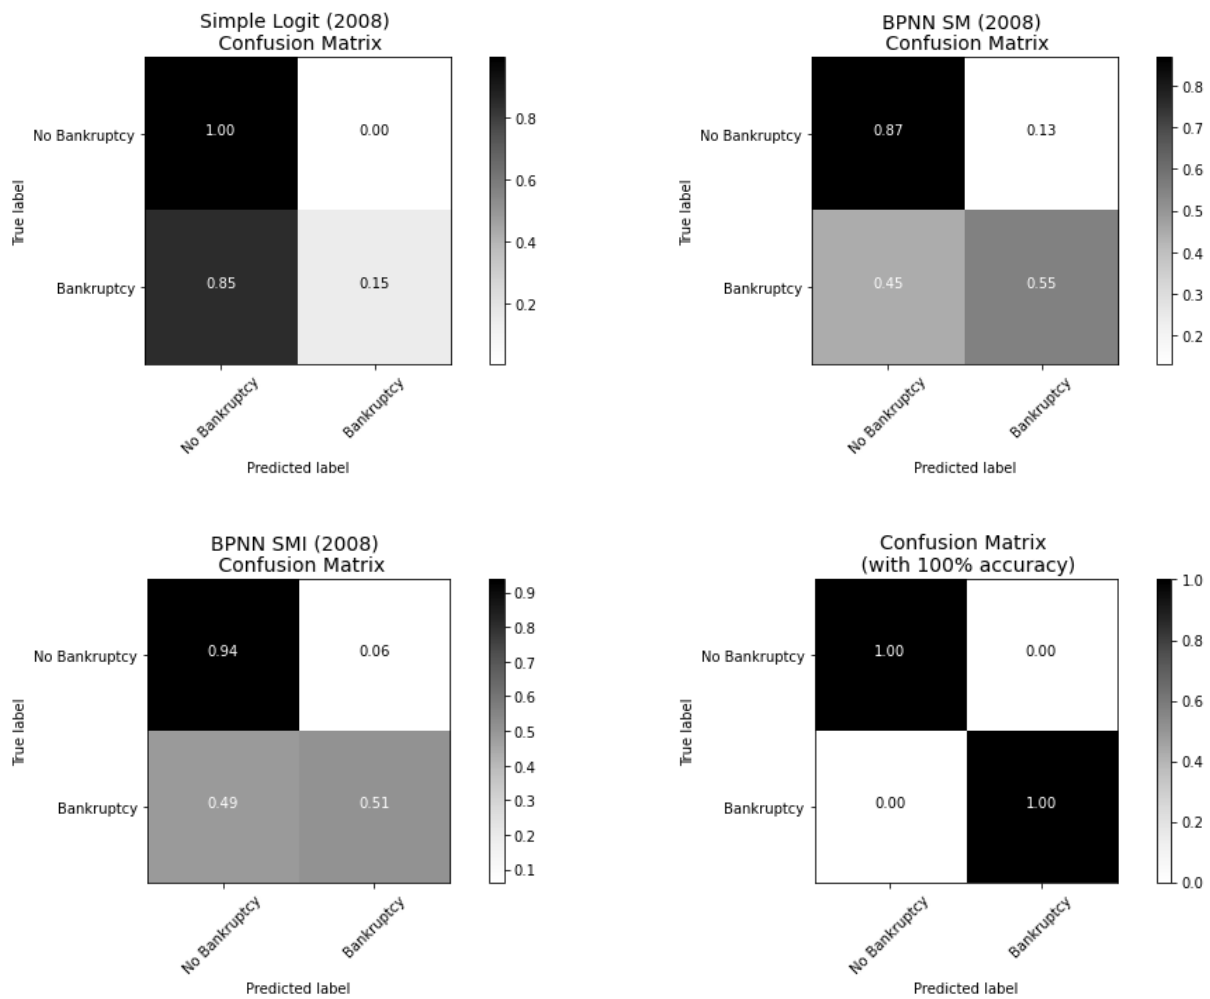 Simple Logit (2008)
Confusion Matrix
No Bankruptcy
Bankruptcy
True label
1.00
0.00
0.85
0.15
No Bankruptcy
Bankruptcy
Predicted label
0.8
0.6
0.4
0.2
BPNN SM (2008)
Confusion Matrix
No Bankruptcy
Bankruptcy
True label
0.87
0.13
0.45
0.55
No Bankruptcy
Bankruptcy
Predicted label
0.8
0.7
0.6
0.5
0.4
0.3
0.2
BPNN SMI (2008)
Confusion Matrix
No Bankruptcy
Bankruptcy
True label
0.94
0.06
0.49
0.51
No Bankruptcy
Bankruptcy
Predicted label
0.9
0.8
0.7
0.6
0.5
0.4
0.3
0.2
0.1
Confusion Matrix
(with 100% accuracy)
No Bankruptcy
Bankruptcy
True label
1.00
0.00
0.00
1.00
No Bankruptcy
Bankruptcy
Predicted label
1.0
0.8
0.6
0.4
0.2
0.0